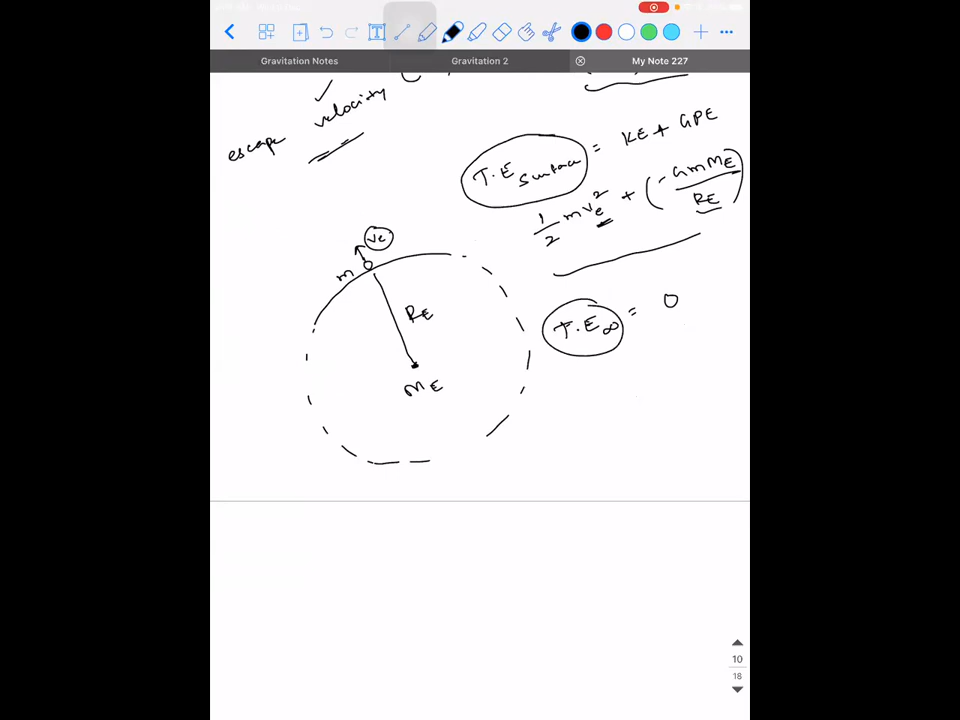 Gravitation Notes
Gravitation 2
My Note 227
escape velocity
T.E surface = KE + GPE
1/2 mve² + (-GmME/RE)
ve
m
RE
ME
T.E∞ = 0
10
18